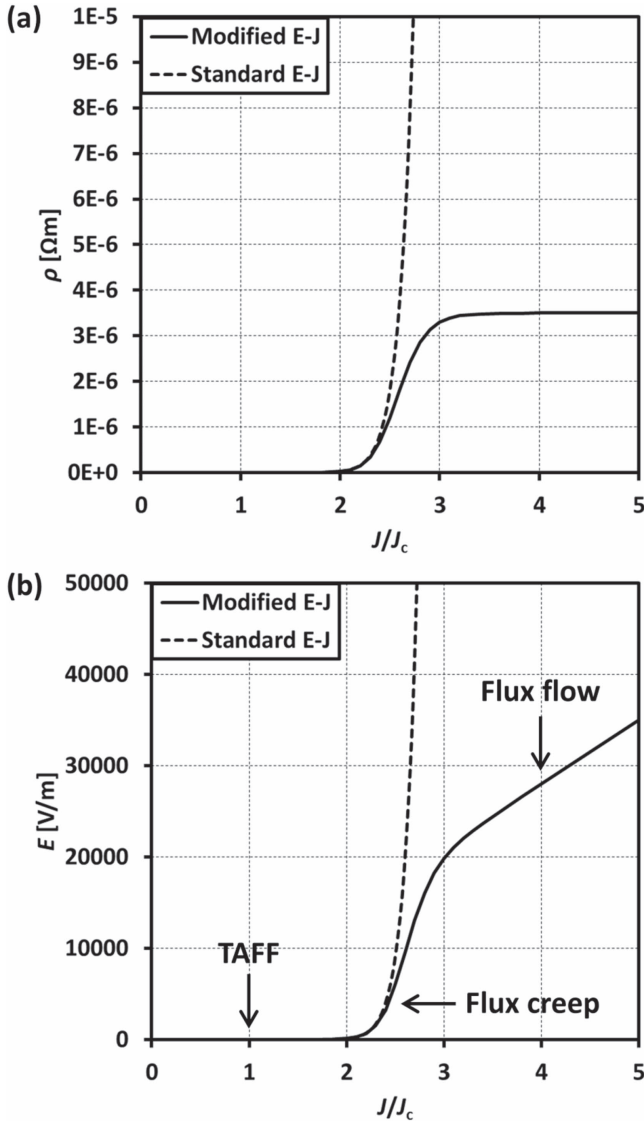 (a)
1E-5
9E-6
8E-6
7E-6
6E-6
5E-6
4E-6
3E-6
2E-6
1E-6
0E+0
ρ [Ωm]
Modified E-J
Standard E-J
0 1 2 3 4 5
J/Jc
(b)
50000
40000
30000
20000
10000
0
E [V/m]
Modified E-J
Standard E-J
Flux flow
TAFF
Flux creep
0 1 2 3 4 5
J/Jc